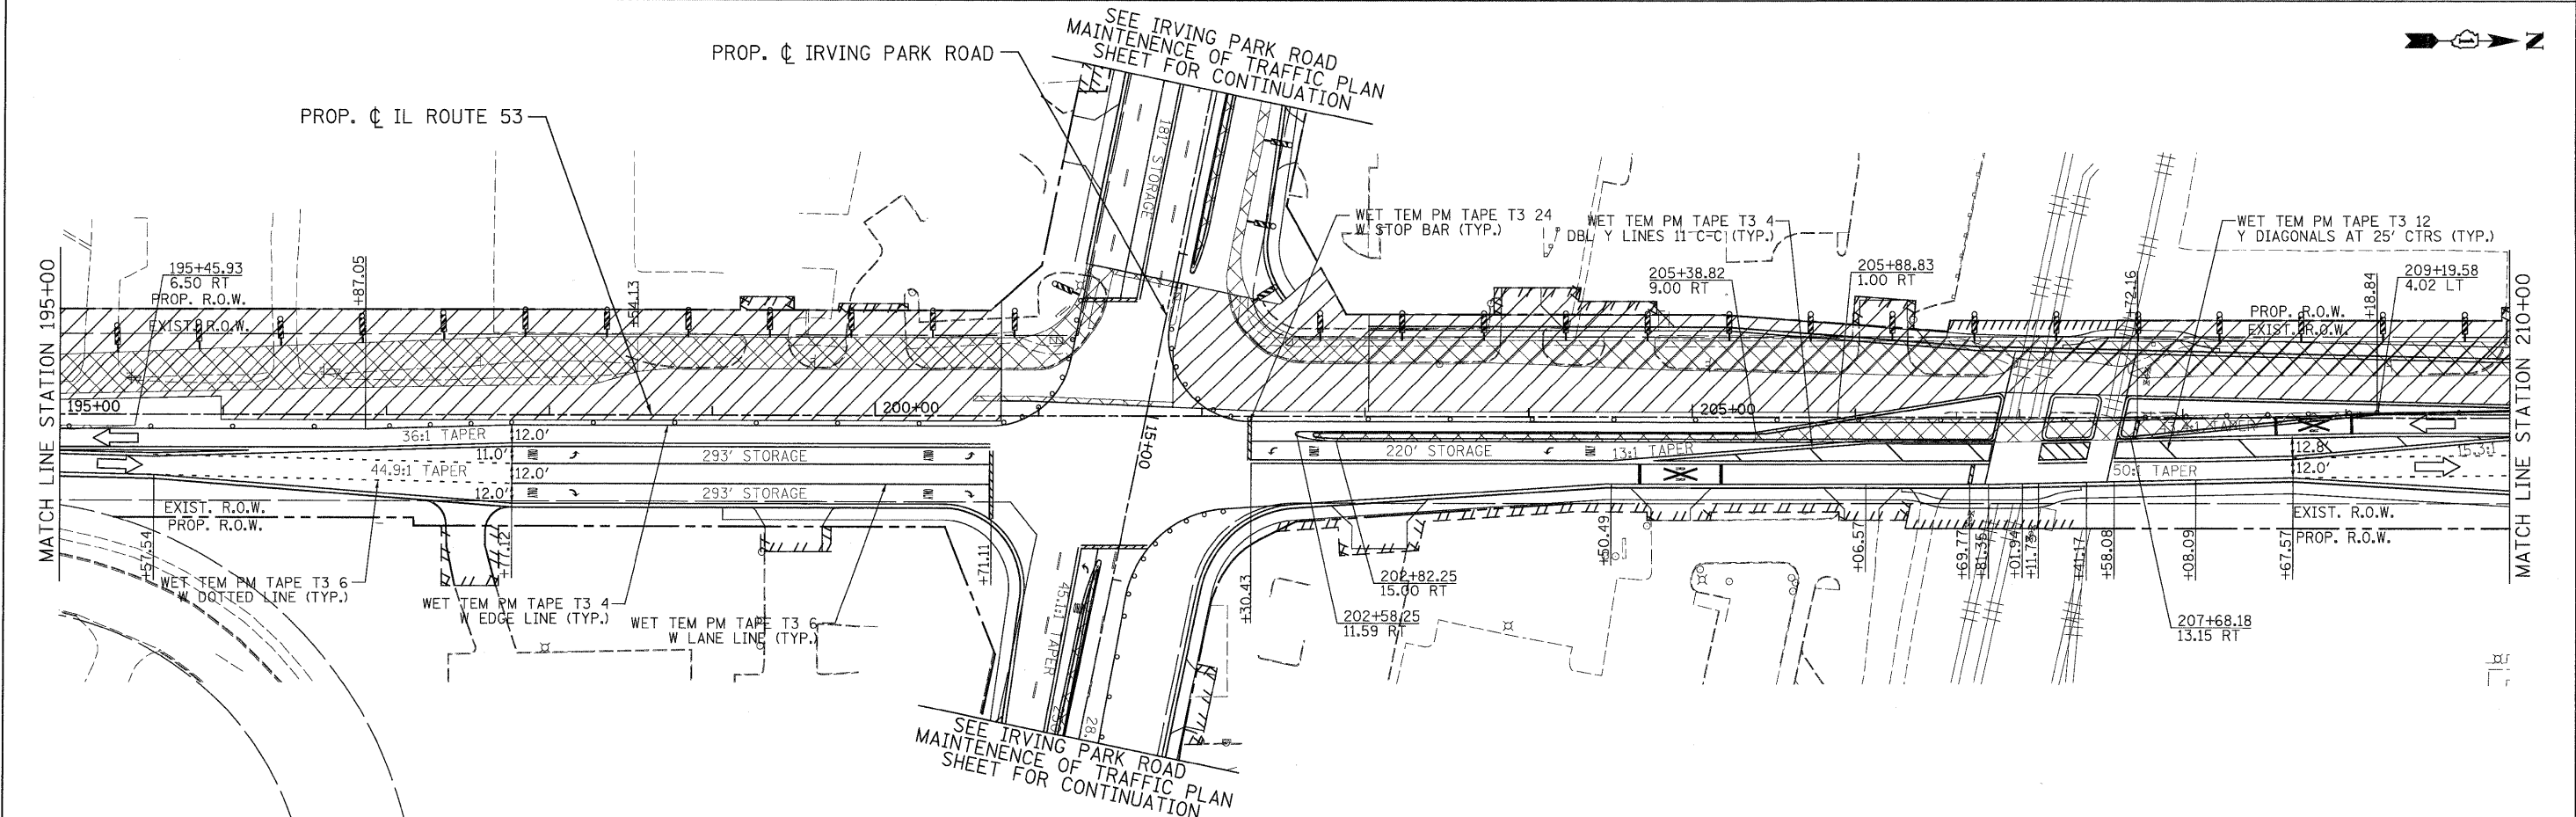 SEE IRVING PARK ROAD
MAINTENENCE OF TRAFFIC PLAN
SHEET FOR CONTINUATION
N
PROP. ℄ IRVING PARK ROAD
PROP. ℄ IL ROUTE 53
181' STORAGE
WET TEM PM TAPE T3 24
W STOP BAR (TYP.)
WET TEM PM TAPE T3 4
DBL Y LINES 11 C-C (TYP.)
WET TEM PM TAPE T3 12
Y DIAGONALS AT 25' CTRS (TYP.)
MATCH LINE STATION 195+00
195+45.93
6.50 RT
PROP. R.O.W.
EXIST. R.O.W.
+87.05
+54.13
205+38.82
9.00 RT
205+88.83
1.00 RT
+72.16
+18.84
209+19.58
4.02 LT
PROP. R.O.W.
EXIST. R.O.W.
MATCH LINE STATION 210+00
195+00
200+00
205+00
15+00
36:1 TAPER
12.0'
11.0'
293' STORAGE
44.9:1 TAPER
12.0'
12.0'
293' STORAGE
220' STORAGE
13:1 TAPER
12.8'
15.3:1
50:1 TAPER
12.0'
EXIST. R.O.W.
PROP. R.O.W.
EXIST. R.O.W.
PROP. R.O.W.
+57.54
+77.12
+71.11
+30.43
+50.49
+06.57
+69.77
+81.35
+01.94
+11.73
+41.17
+58.08
+08.09
+67.57
WET TEM PM TAPE T3 6
W DOTTED LINE (TYP.)
WET TEM PM TAPE T3 4
W EDGE LINE (TYP.)
WET TEM PM TAPE T3 6
W LANE LINE (TYP.)
202+82.25
15.00 RT
202+58.25
11.59 RT
207+68.18
13.15 RT
45.1:1 TAPER
SEE IRVING PARK ROAD
MAINTENENCE OF TRAFFIC PLAN
SHEET FOR CONTINUATION